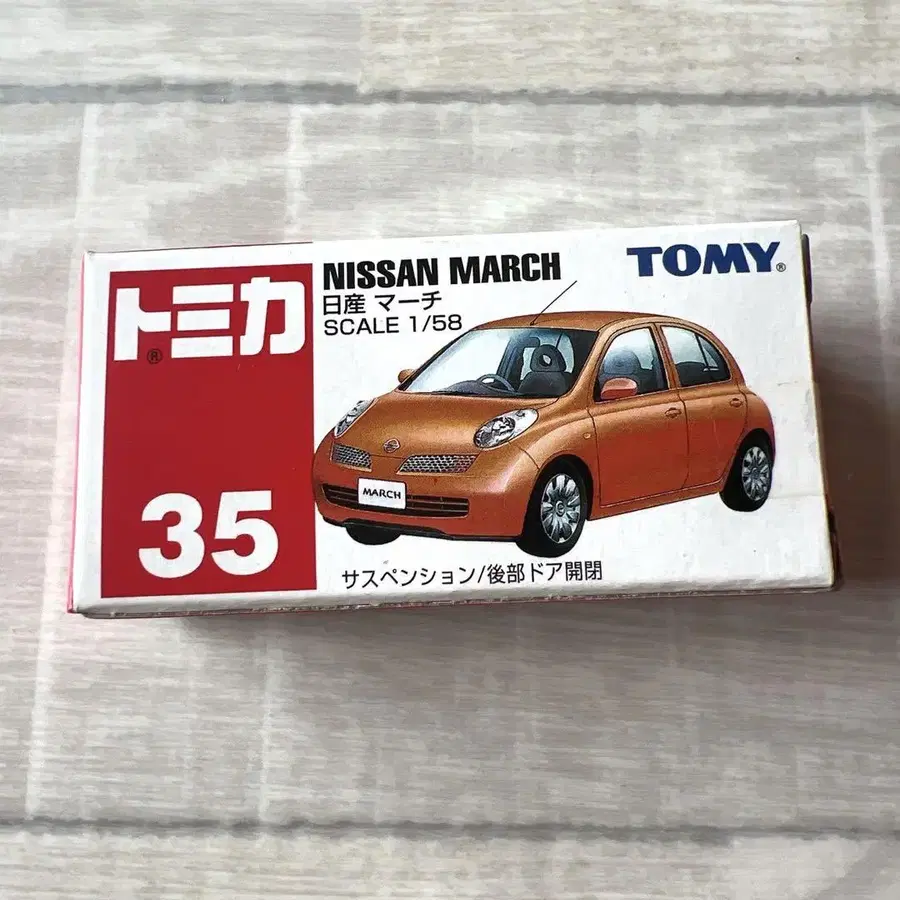 トミカ®
35
NISSAN MARCH
日産 マーチ
SCALE 1/58
TOMY®
MARCH
サスペンション/後部ドア開閉